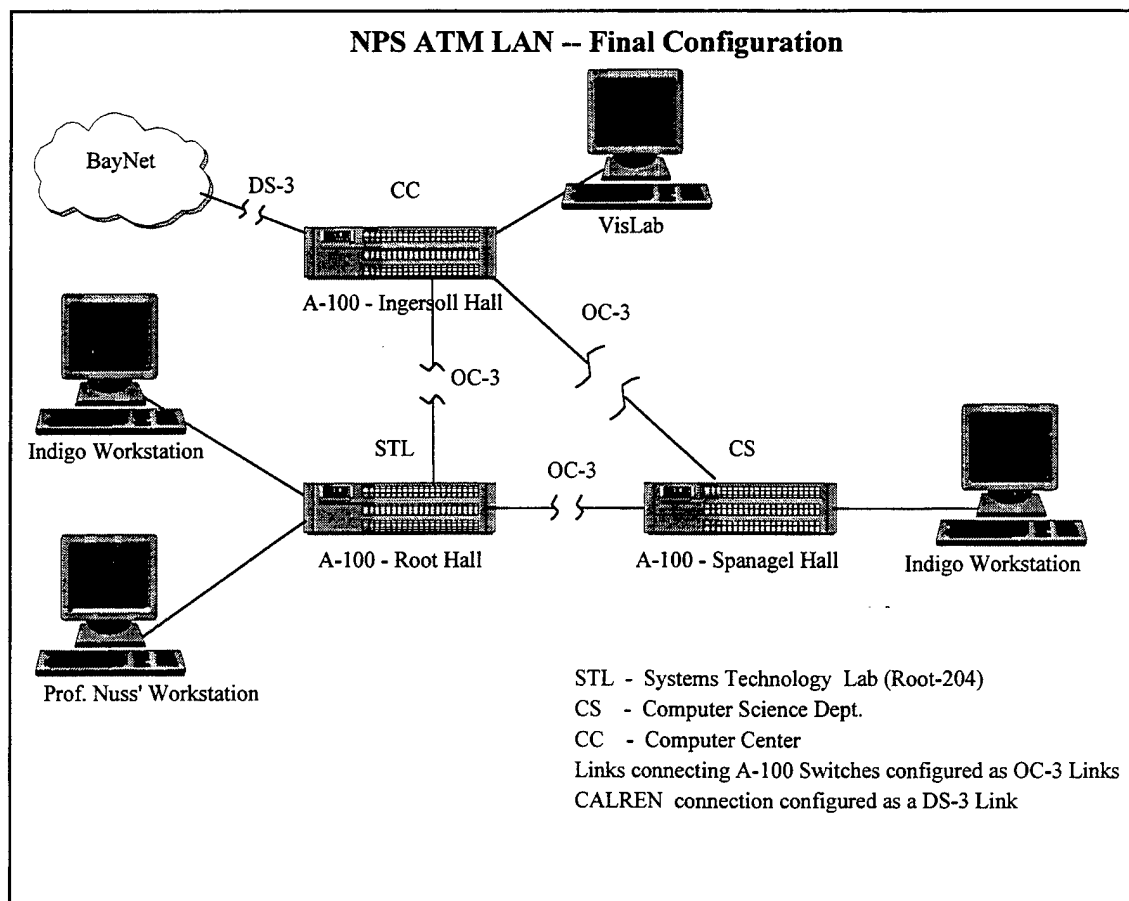 NPS ATM LAN -- Final Configuration
BayNet
DS-3
CC
VisLab
A-100 - Ingersoll Hall
OC-3
OC-3
Indigo Workstation
STL
OC-3
CS
A-100 - Root Hall
A-100 - Spanagel Hall
Indigo Workstation
Prof. Nuss' Workstation
STL - Systems Technology Lab (Root-204)
CS - Computer Science Dept.
CC - Computer Center
Links connecting A-100 Switches configured as OC-3 Links
CALREN connection configured as a DS-3 Link